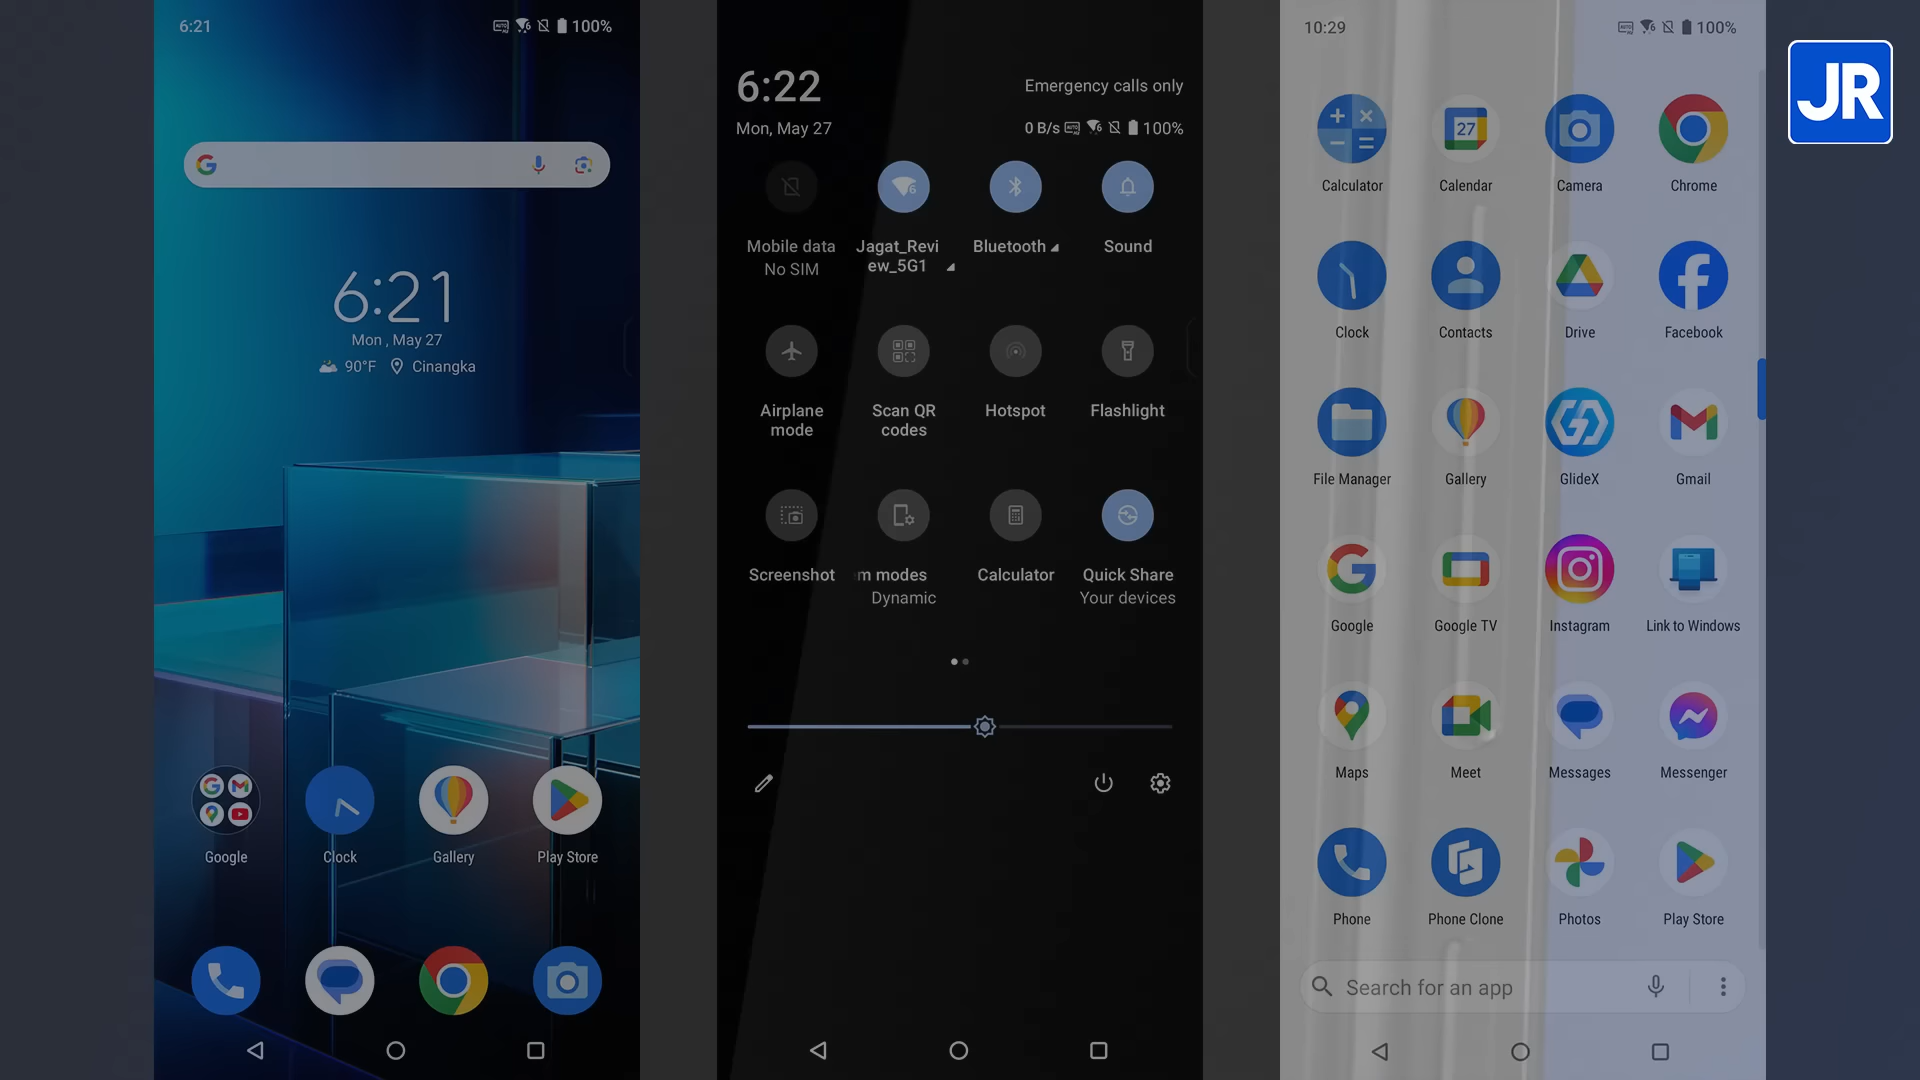 6:21
100%
6:21
Mon , May 27
90°F Cinangka
Google Clock Gallery Play Store
6:22
Emergency calls only
Mon, May 27
0 B/s 100%
Mobile data
No SIM
Jagat_Revi
ew_5G1
Bluetooth
Sound
Airplane
mode
Scan QR
codes
Hotspot
Flashlight
Screenshot
m modes
Dynamic
Calculator
Quick Share
Your devices
10:29
100%
27
Calculator Calendar Camera Chrome
Clock Contacts Drive Facebook
File Manager Gallery GlideX Gmail
Google Google TV Instagram Link to Windows
Maps Meet Messages Messenger
Phone Phone Clone Photos Play Store
Search for an app
JR